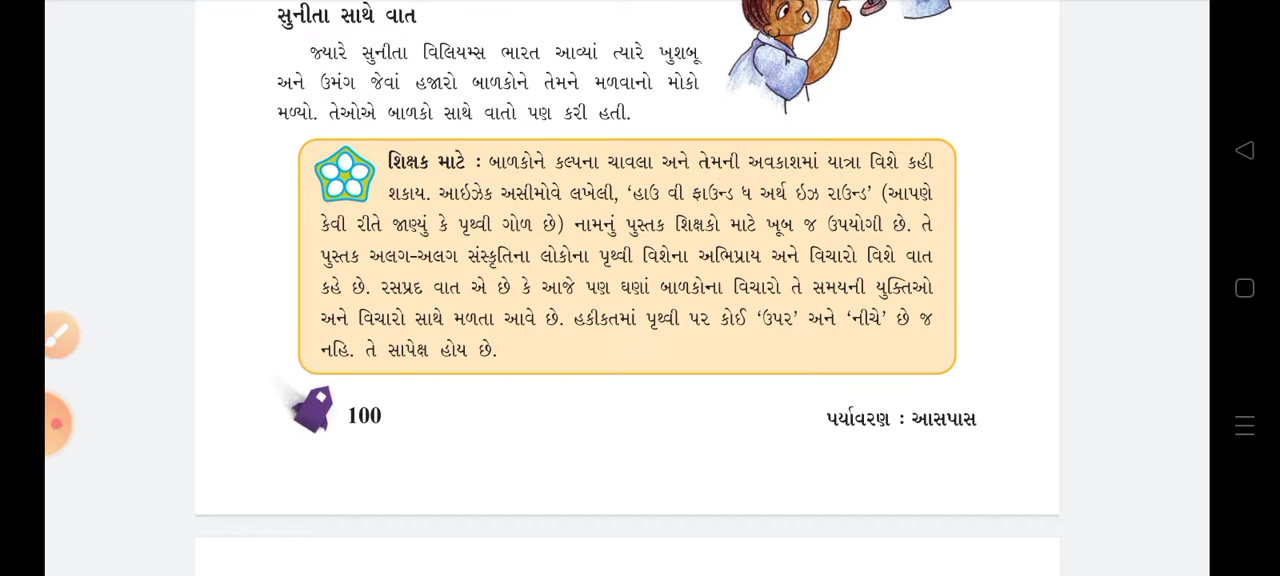 સુનીતા સાથે વાત
જ્યારે સુનીતા વિલિયમ્સ ભારત આવ્યાં ત્યારે ખુશબૂ
અને ઉમંગ જેવાં હજારો બાળકોને તેમને મળવાનો મોકો
મળ્યો. તેઓએ બાળકો સાથે વાતો પણ કરી હતી.
શિક્ષક માટે : બાળકોને કલ્પના ચાવલા અને તેમની અવકાશમાં યાત્રા વિશે કહી
શકાય. આઇઝેક અસીમોવે લખેલી, ‘હાઉ વી ફાઉન્ડ ધ અર્થ ઇઝ રાઉન્ડ’ (આપણે
કેવી રીતે જાણ્યું કે પૃથ્વી ગોળ છે) નામનું પુસ્તક શિક્ષકો માટે ખૂબ જ ઉપયોગી છે. તે
પુસ્તક અલગ-અલગ સંસ્કૃતિના લોકોના પૃથ્વી વિશેના અભિપ્રાય અને વિચારો વિશે વાત
કહે છે. રસપ્રદ વાત એ છે કે આજે પણ ઘણાં બાળકોના વિચારો તે સમયની યુક્તિઓ
અને વિચારો સાથે મળતા આવે છે. હકીકતમાં પૃથ્વી પર કોઈ ‘ઉપર’ અને ‘નીચે’ છે જ
નહિ. તે સાપેક્ષ હોય છે.
100
પર્યાવરણ : આસપાસ